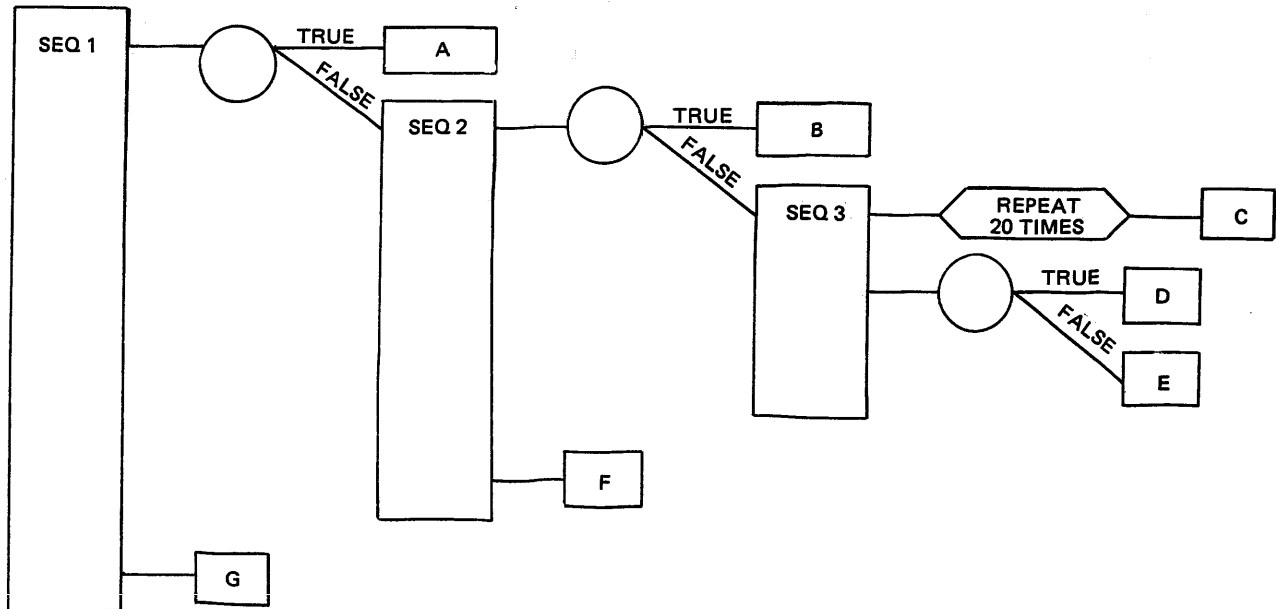 SEQ 1
TRUE
A
FALSE
SEQ 2
TRUE
B
FALSE
SEQ 3
REPEAT
20 TIMES
C
TRUE
D
FALSE
E
F
G